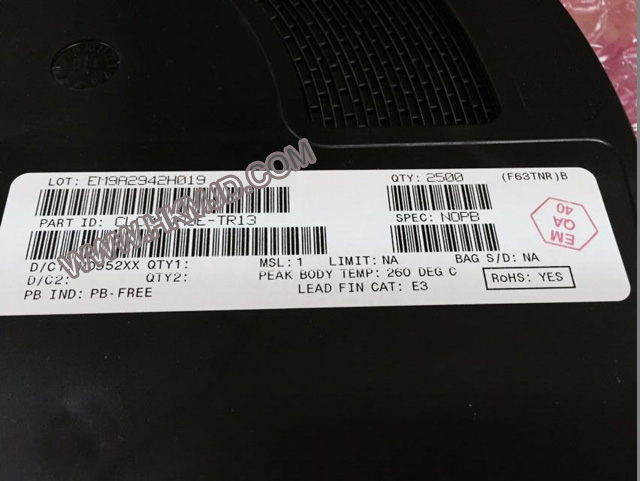 LOT: EM9A2942H019 QTY: 2500 (F63TNR)B
PART ID: SPEC: NOPB
EM QA 40
WWW.HKMJD.COM
QTY1: MSL: 1 LIMIT: NA BAG S/D: NA
D/C2: QTY2: PEAK BODY TEMP: 260 DEG C RoHS: YES
PB IND: PB-FREE LEAD FIN CAT: E3